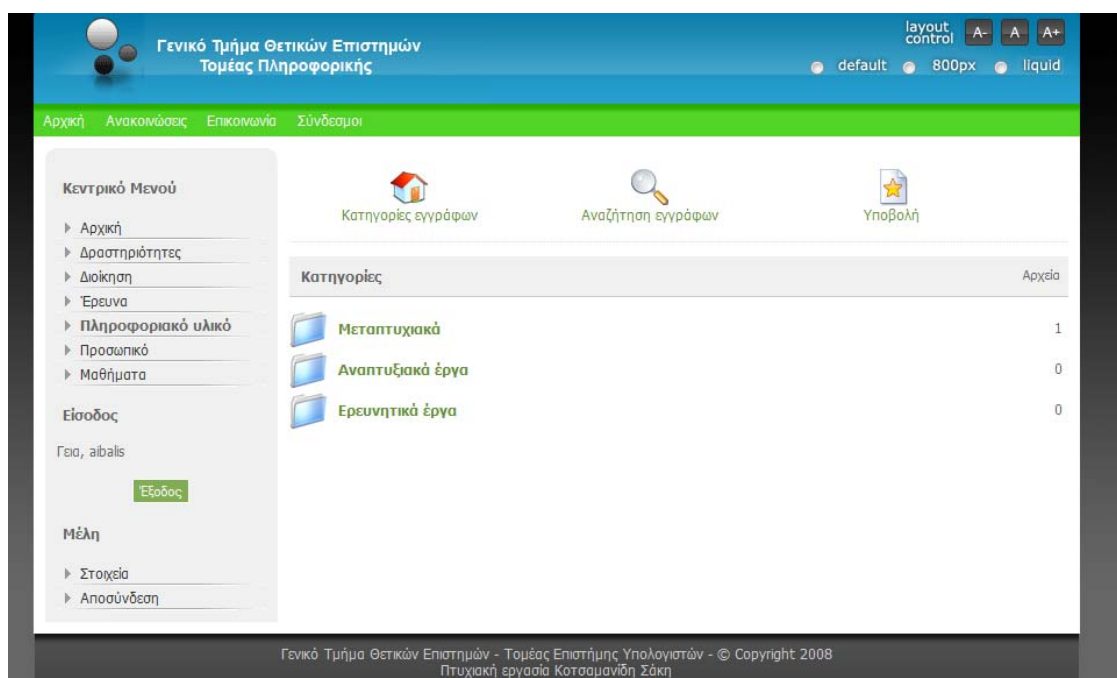 Γενικό Τμήμα Θετικών Επιστημών
Τομέας Πληροφορικής
layout
control
A- A A+
default 800px liquid
Αρχική Ανακοινώσεις Επικοινωνία Σύνδεσμοι
Κεντρικό Μενού
Αρχική
Δραστηριότητες
Διοίκηση
Έρευνα
Πληροφοριακό υλικό
Προσωπικό
Μαθήματα
Είσοδος
Γεια, aibalis
Έξοδος
Μέλη
Στοιχεία
Αποσύνδεση
Κατηγορίες εγγράφων Αναζήτηση εγγράφων Υποβολή
Κατηγορίες Αρχεία
Μεταπτυχιακά 1
Αναπτυξιακά έργα 0
Ερευνητικά έργα 0
Γενικό Τμήμα Θετικών Επιστημών - Τομέας Επιστήμης Υπολογιστών - © Copyright 2008
Πτυχιακή εργασία Κοτσαμανίδη Σάκη